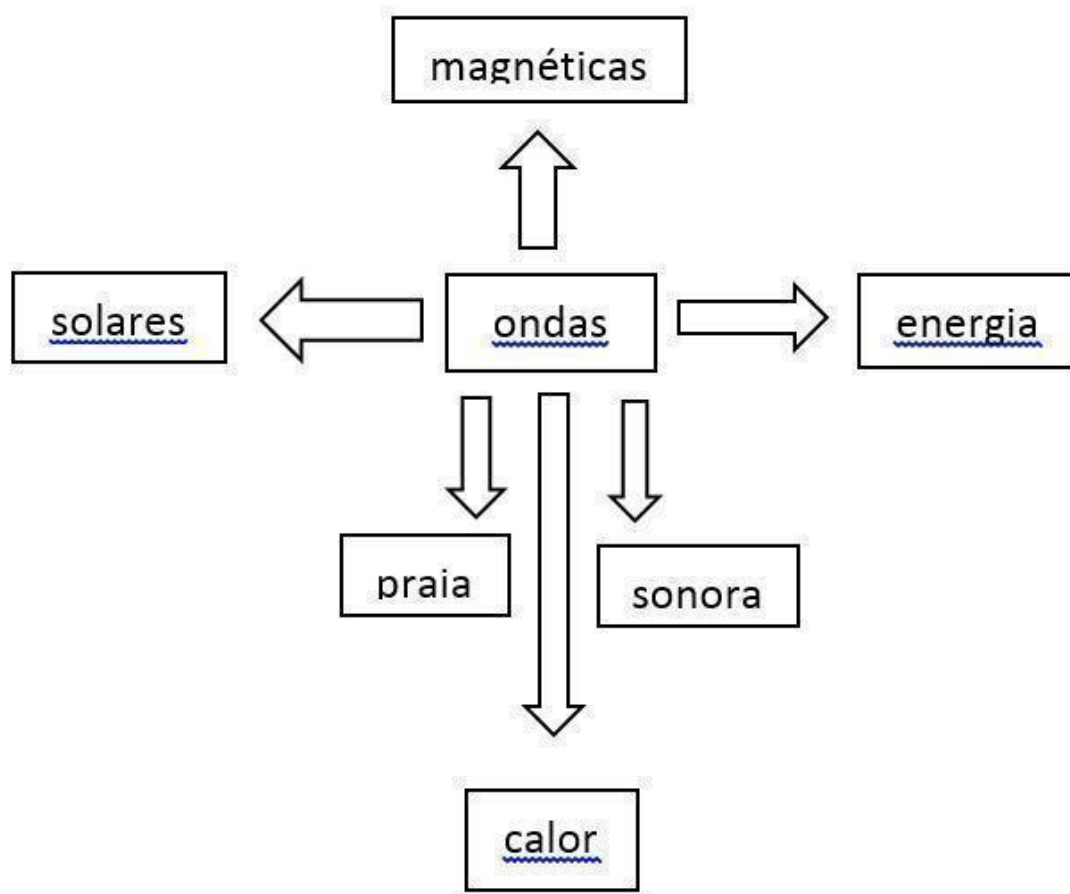 magnéticas
solares
ondas
energia
praia
sonora
calor